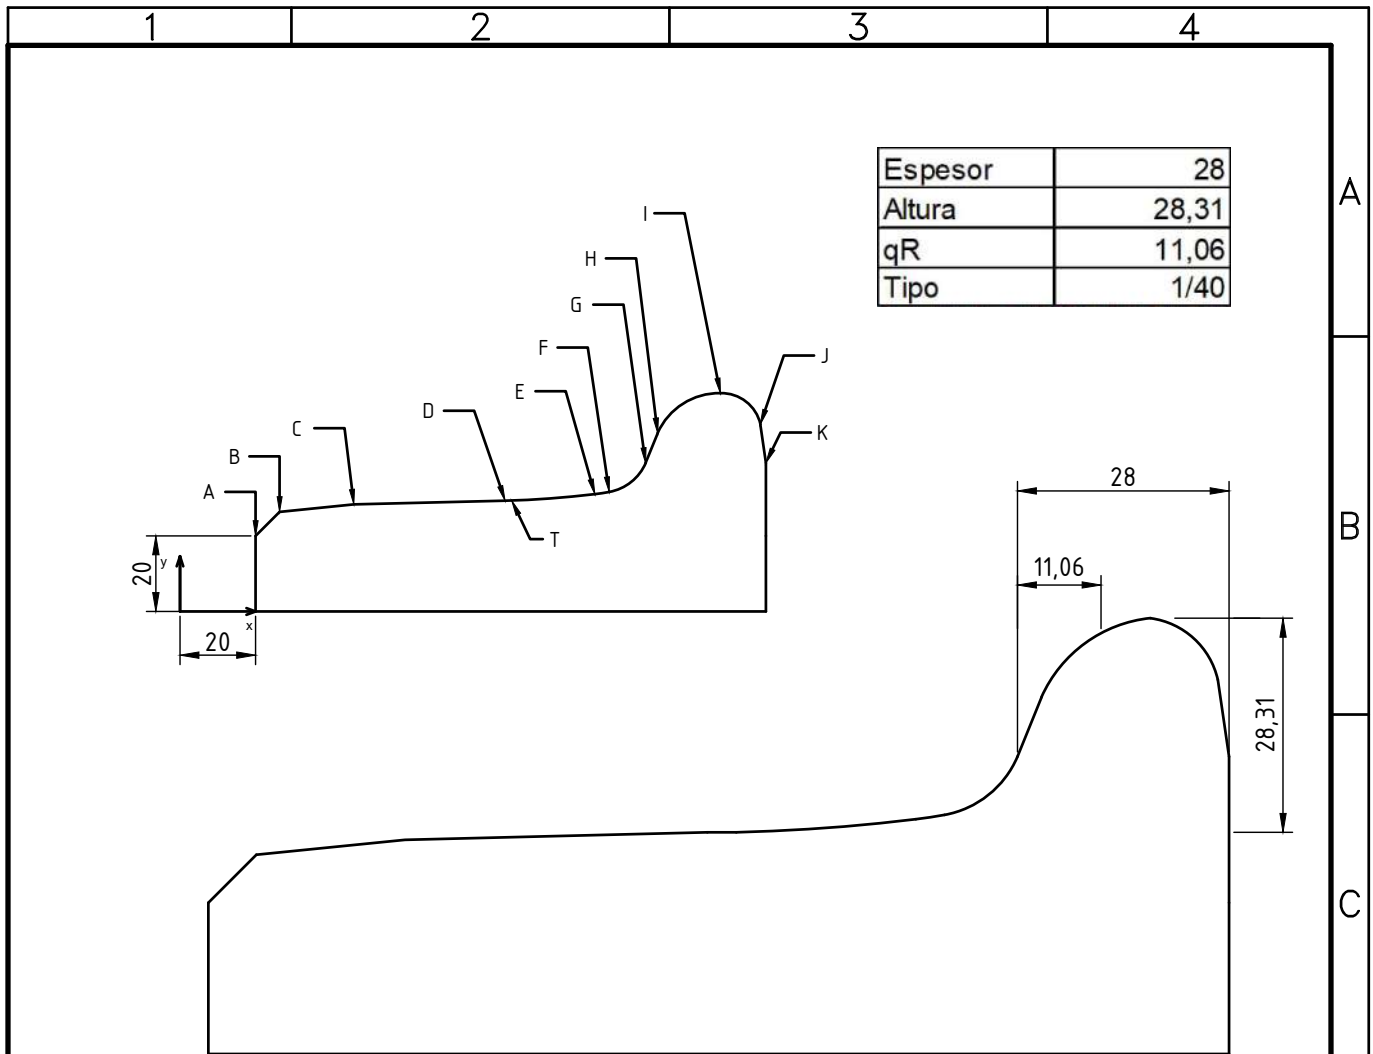 1 2 3 4
Espesor 28
Altura 28,31
qR 11,06
Tipo 1/40
A
I
H
G
F
J
E
D
C
K
B
A
28
T
B
20
y
11,06
x
20
28,31
C